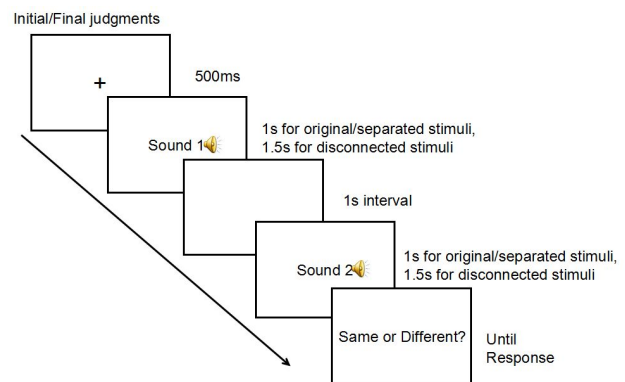 Initial/Final judgments
+
500ms
Sound 1
1s for original/separated stimuli,
1.5s for disconnected stimuli
1s interval
Sound 2
1s for original/separated stimuli,
1.5s for disconnected stimuli
Same or Different?
Until
Response